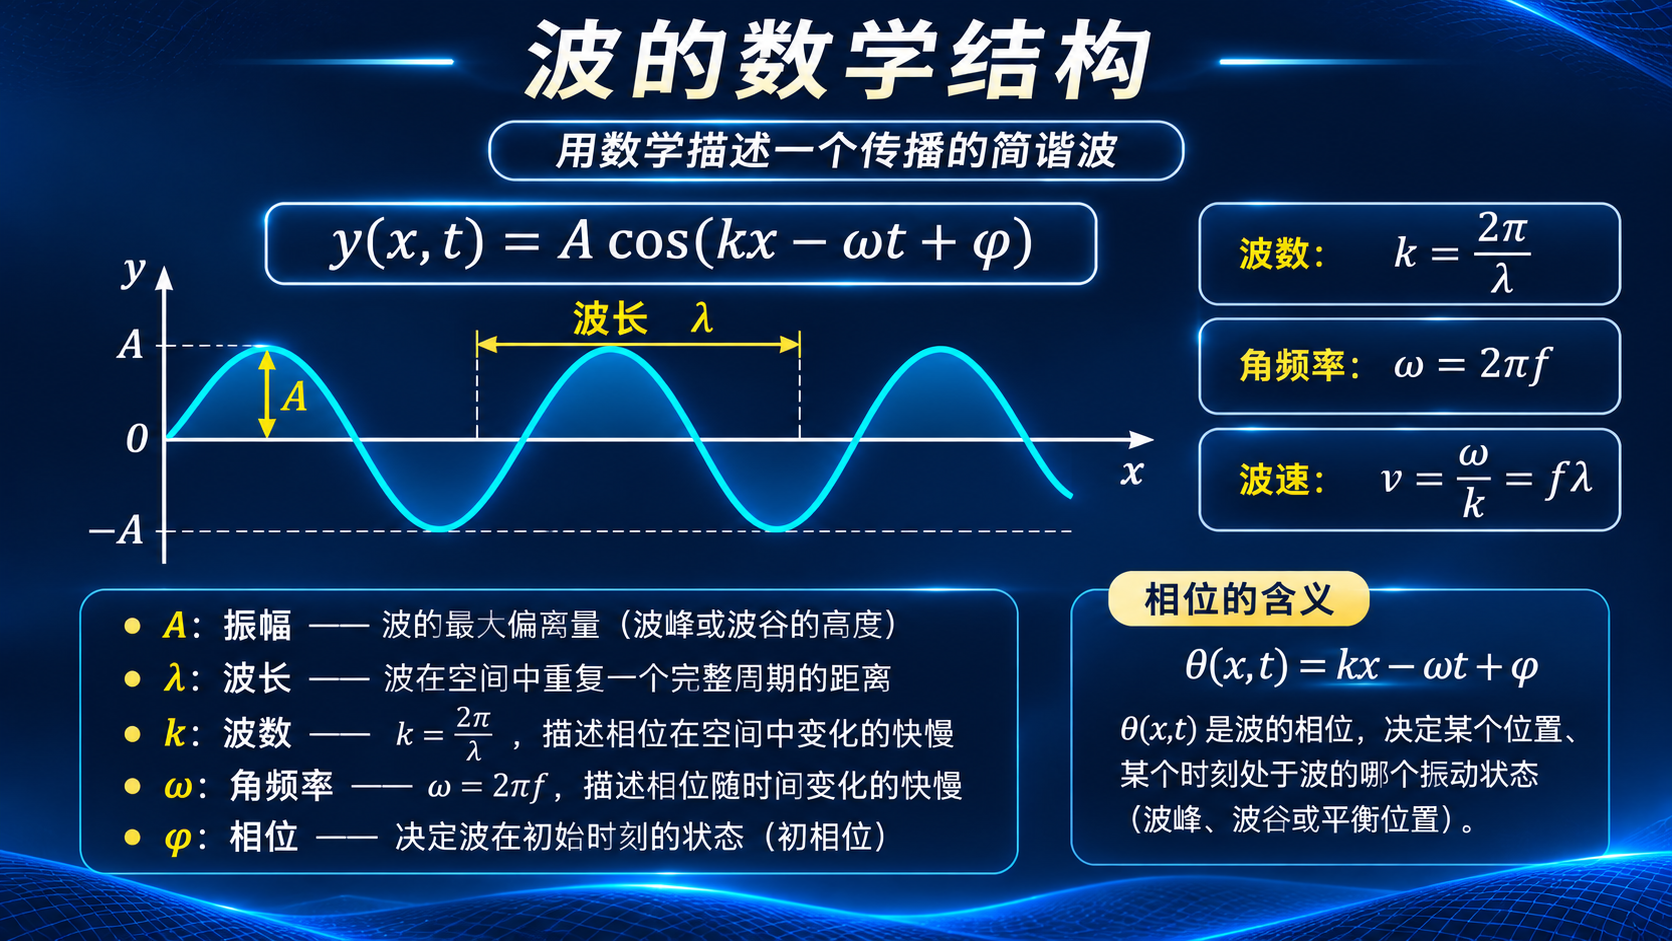 波的数学结构
用数学描述一个传播的简谐波
y(x, t) = A cos(kx − ωt + φ)
y
A
0
−A
A
波长 λ
x
波数： k = 2π/λ
角频率： ω = 2πf
波速： v = ω/k = fλ
A：振幅 —— 波的最大偏离量（波峰或波谷的高度）
λ：波长 —— 波在空间中重复一个完整周期的距离
k：波数 —— k = 2π/λ ，描述相位在空间中变化的快慢
ω：角频率 —— ω = 2πf，描述相位随时间变化的快慢
φ：相位 —— 决定波在初始时刻的状态（初相位）
相位的含义
θ(x, t) = kx − ωt + φ
θ(x,t) 是波的相位，决定某个位置、
某个时刻处于波的哪个振动状态
（波峰、波谷或平衡位置）。